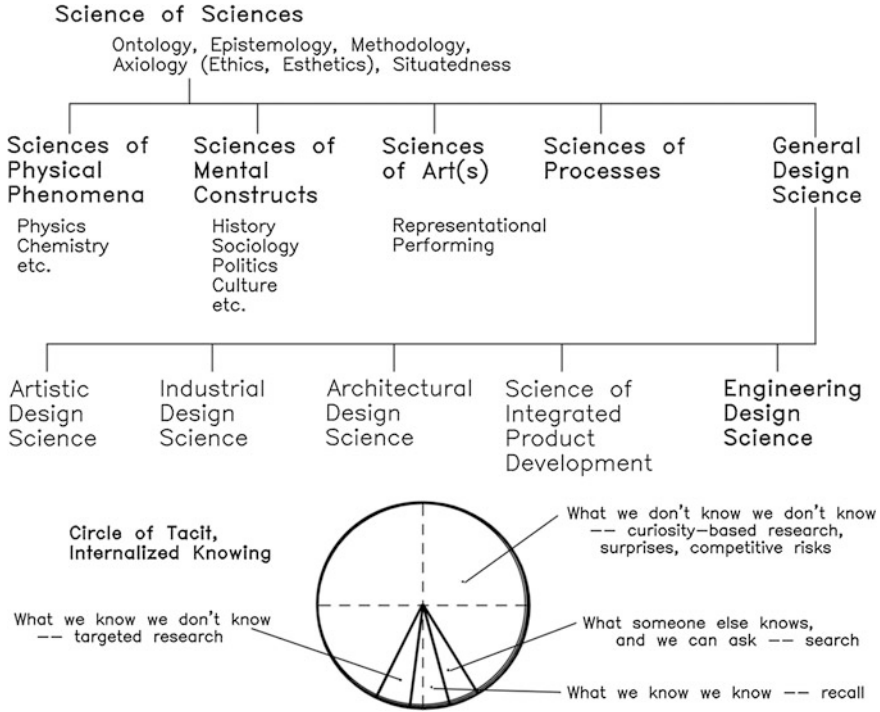 Science of Sciences
Ontology, Epistemology, Methodology,
Axiology (Ethics, Esthetics), Situatedness
Sciences of
Physical
Phenomena
Physics
Chemistry
etc.
Sciences of
Mental
Constructs
History
Sociology
Politics
Culture
etc.
Sciences
of Art(s)
Representational
Performing
Sciences of
Processes
General
Design
Science
Artistic
Design
Science
Industrial
Design
Science
Architectural
Design
Science
Science of
Integrated
Product
Development
Engineering
Design
Science
Circle of Tacit,
Internalized Knowing
What we don't know we don't know
—— curiosity—based research,
surprises, competitive risks
What we know we don't know
—— targeted research
What someone else knows,
and we can ask —— search
What we know we know —— recall